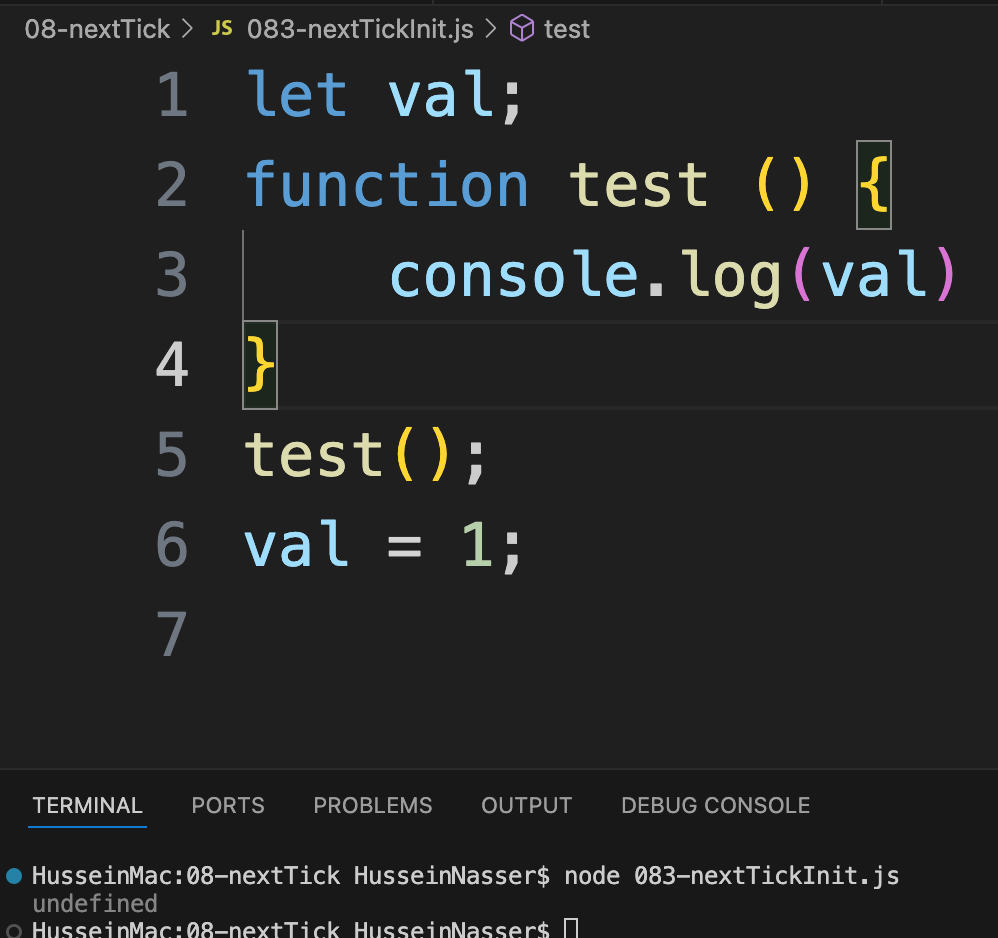 08-nextTick > JS 083-nextTickInit.js > test
1 let val;
2 function test () {
3 console.log(val)
4 }
5 test();
6 val = 1;
7
TERMINAL PORTS PROBLEMS OUTPUT DEBUG CONSOLE
HusseinMac:08-nextTick HusseinNasser$ node 083-nextTickInit.js
undefined
HusseinMac:08-nextTick HusseinNasser$